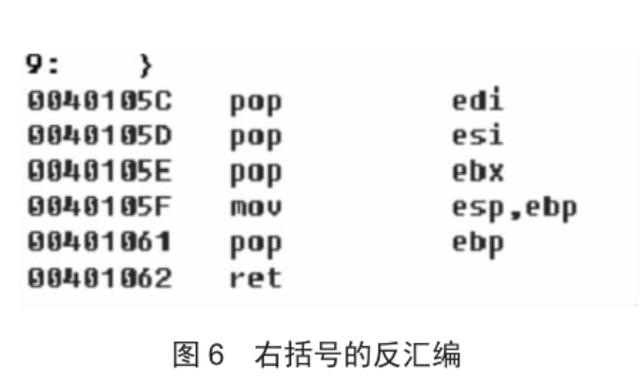 9: }
0040105C pop edi
0040105D pop esi
0040105E pop ebx
0040105F mov esp,ebp
00401061 pop ebp
00401062 ret
图 6 右括号的反汇编